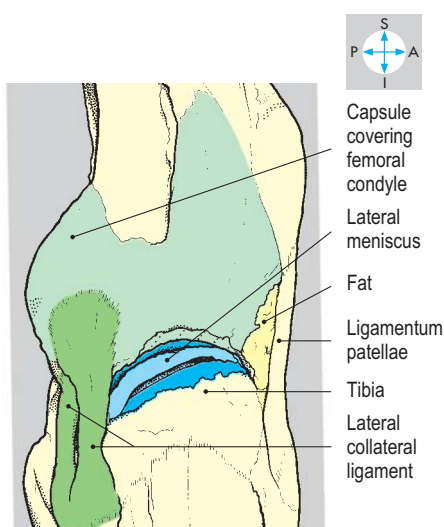 S
P A
I
Capsule
covering
femoral
condyle
Lateral
meniscus
Fat
Ligamentum
patellae
Tibia
Lateral
collateral
ligament